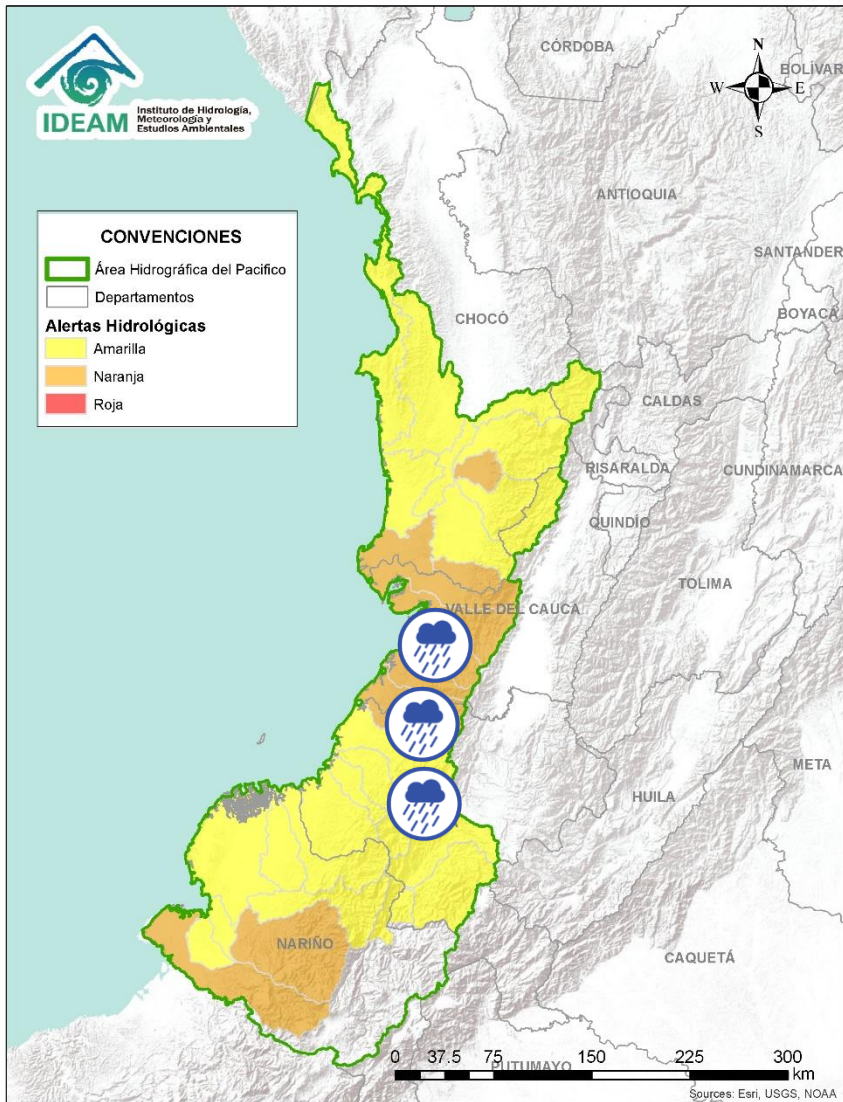 IDEAM
Instituto de Hidrología,
Meteorología y
Estudios Ambientales
N
W
E
S
CÓRDOBA
BOLÍVAR
ANTIOQUIA
SANTANDER
BOYACÁ
CHOCÓ
CALDAS
RISARALDA
CUNDINAMARCA
QUINDÍO
TOLIMA
VALLE DEL CAUCA
META
HUILA
NARIÑO
CAQUETÁ
PUTUMAYO
CONVENCIONES
Área Hidrográfica del Pacifico
Departamentos
Alertas Hidrológicas
Amarilla
Naranja
Roja
0 37.5 75 150 225 300
km
Sources: Esri, USGS, NOAA